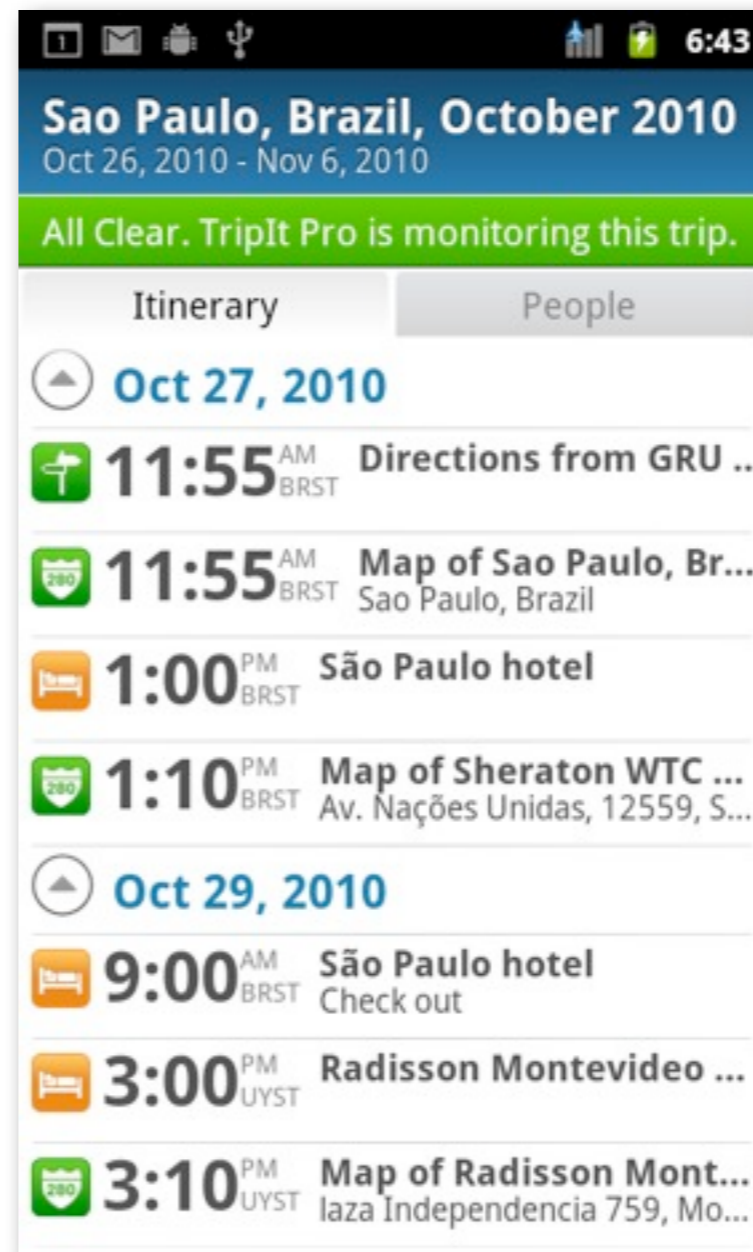 1
6:43
Sao Paulo, Brazil, October 2010
Oct 26, 2010 - Nov 6, 2010
All Clear. TripIt Pro is monitoring this trip.
Itinerary People
Oct 27, 2010
11:55 AM BRST Directions from GRU ..
280 11:55 AM BRST Map of Sao Paulo, Br...
Sao Paulo, Brazil
1:00 PM BRST São Paulo hotel
280 1:10 PM BRST Map of Sheraton WTC ...
Av. Nações Unidas, 12559, S...
Oct 29, 2010
9:00 AM BRST São Paulo hotel
Check out
3:00 PM UYST Radisson Montevideo ...
280 3:10 PM UYST Map of Radisson Mont...
laza Independencia 759, Mo...